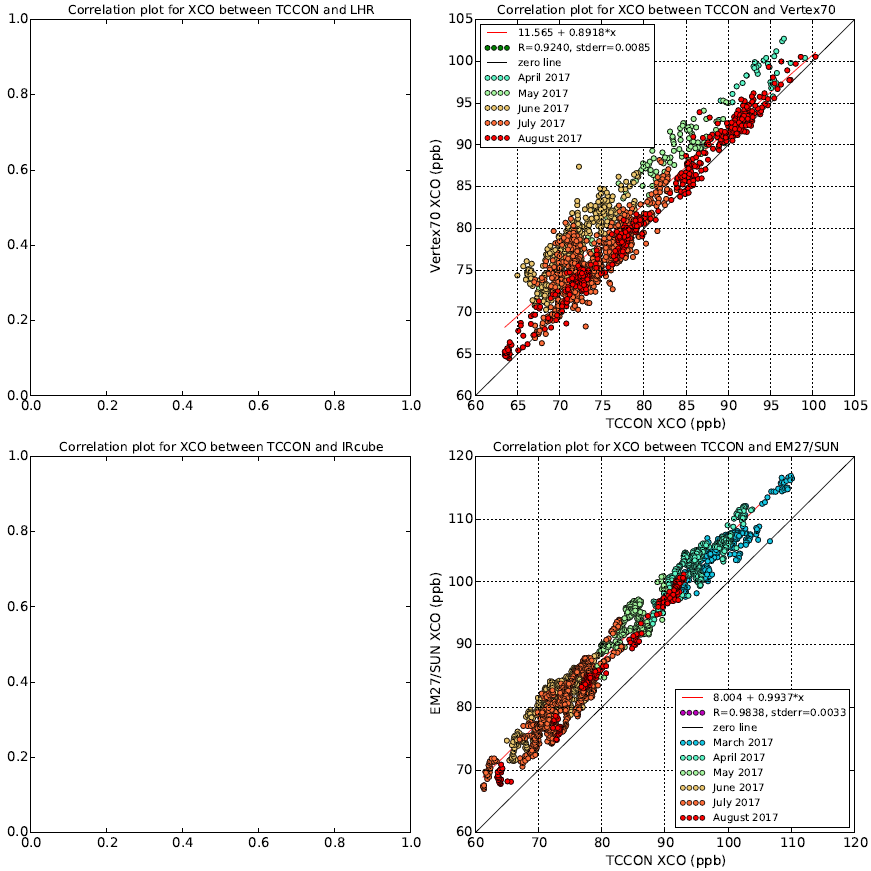 Correlation plot for XCO between TCCON and LHR
1.0
0.8
0.6
0.4
0.2
0.0
0.0 0.2 0.4 0.6 0.8 1.0
Correlation plot for XCO between TCCON and Vertex70
105
100
95
90
85
80
75
70
65
60
Vertex70 XCO (ppb)
11.565 + 0.8918*x
R=0.9240, stderr=0.0085
zero line
April 2017
May 2017
June 2017
July 2017
August 2017
60 65 70 75 80 85 90 95 100 105
TCCON XCO (ppb)
Correlation plot for XCO between TCCON and IRcube
1.0
0.8
0.6
0.4
0.2
0.0
0.0 0.2 0.4 0.6 0.8 1.0
Correlation plot for XCO between TCCON and EM27/SUN
120
110
100
90
80
70
60
EM27/SUN XCO (ppb)
8.004 + 0.9937*x
R=0.9838, stderr=0.0033
zero line
March 2017
April 2017
May 2017
June 2017
July 2017
August 2017
60 70 80 90 100 110 120
TCCON XCO (ppb)